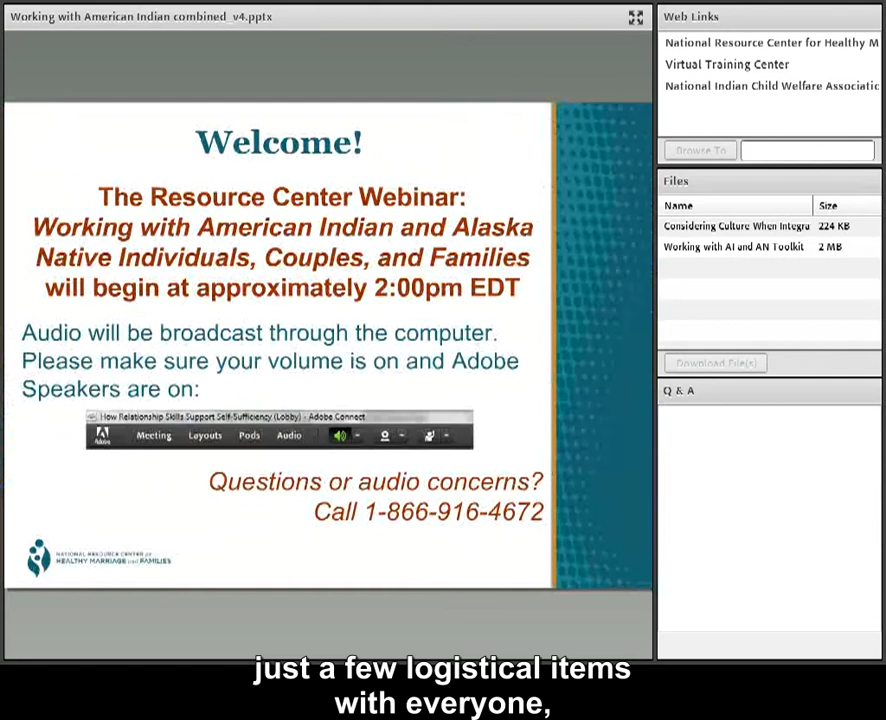 Working with American Indian combined_v4.pptx
Welcome!
The Resource Center Webinar:
Working with American Indian and Alaska
Native Individuals, Couples, and Families
will begin at approximately 2:00pm EDT
Audio will be broadcast through the computer.
Please make sure your volume is on and Adobe
Speakers are on:
How Relationship Skills Support Self-Sufficiency (Lobby) - Adobe Connect
Adobe
Meeting Layouts Pods Audio
Questions or audio concerns?
Call 1-866-916-4672
NATIONAL RESOURCE CENTER for
HEALTHY MARRIAGE and FAMILIES
Web Links
National Resource Center for Healthy M
Virtual Training Center
National Indian Child Welfare Associatic
Browse To
Files
Name Size
Considering Culture When Integra 224 KB
Working with AI and AN Toolkit 2 MB
Download File(s)
Q & A
just a few logistical items
with everyone,